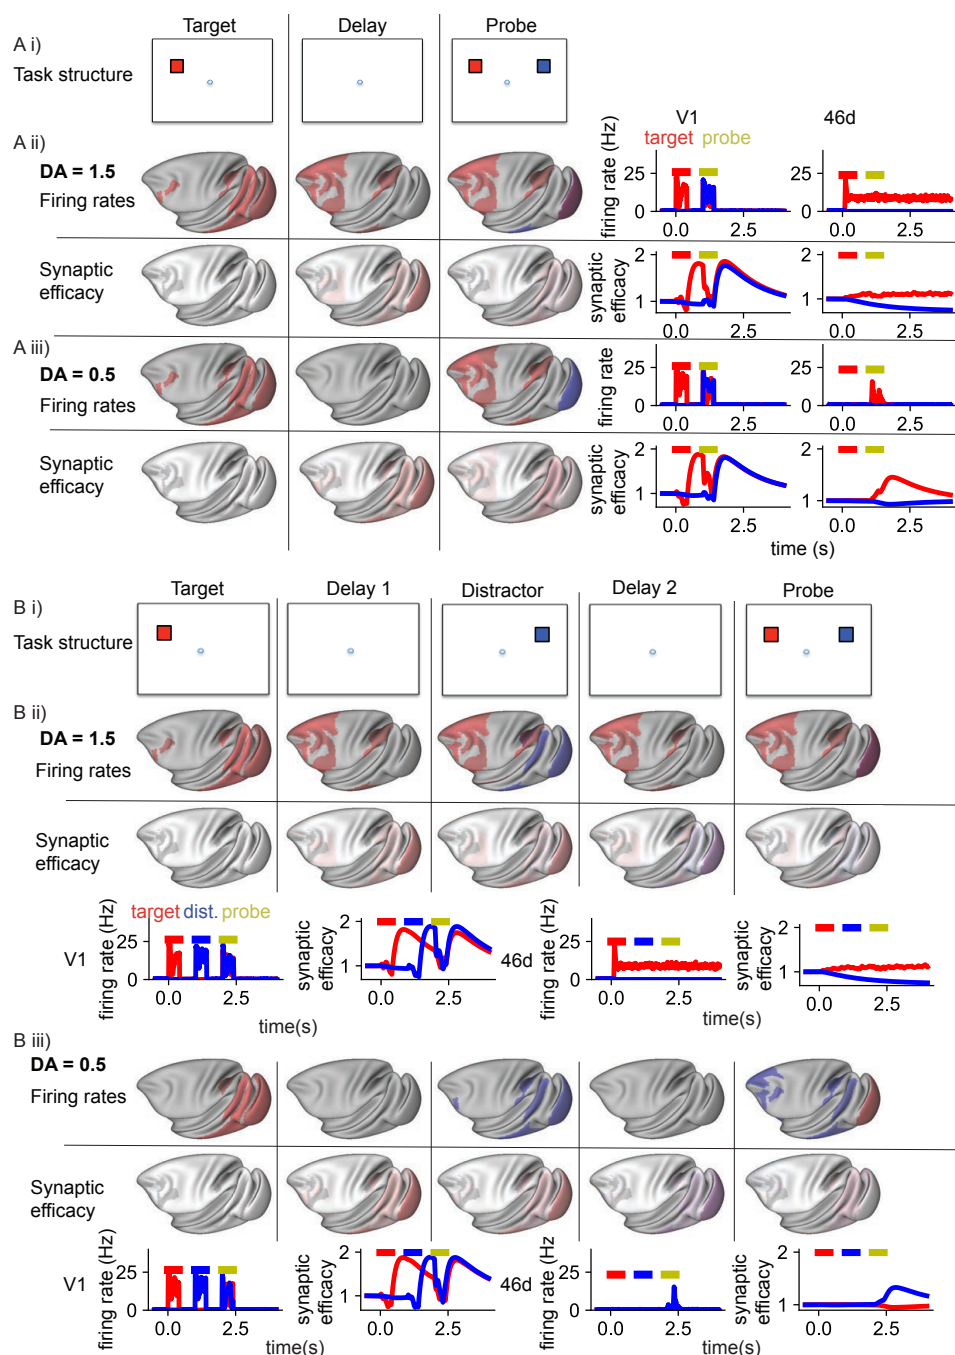 Target Delay Probe
A i)
Task structure
V1 46d
A ii) target probe
DA = 1.5
Firing rates
firing rate (Hz)
25
0
0.0 2.5
25
0
0.0 2.5
Synaptic
efficacy
synaptic
efficacy
2
1
0.0 2.5
2
1
0.0 2.5
A iii)
DA = 0.5
Firing rates
firing rate
25
0
0.0 2.5
25
0
0.0 2.5
Synaptic
efficacy
synaptic
efficacy
2
1
0.0 2.5
2
1
0.0 2.5
time (s)
Target Delay 1 Distractor Delay 2 Probe
B i)
Task structure
B ii)
DA = 1.5
Firing rates
Synaptic
efficacy
target dist. probe
V1
firing rate (Hz)
25
0
0.0 2.5
time(s)
synaptic
efficacy
2
1
0.0 2.5
46d
firing rate (Hz)
25
0
0.0 2.5
time(s)
synaptic
efficacy
2
1
0.0 2.5
B iii)
DA = 0.5
Firing rates
Synaptic
efficacy
V1
firing rate (Hz)
25
0
0.0 2.5
time(s)
synaptic
efficacy
2
1
0.0 2.5
46d
firing rate (Hz
25
0
0.0 2.5
time(s)
synaptic
efficacy
2
1
0.0 2.5